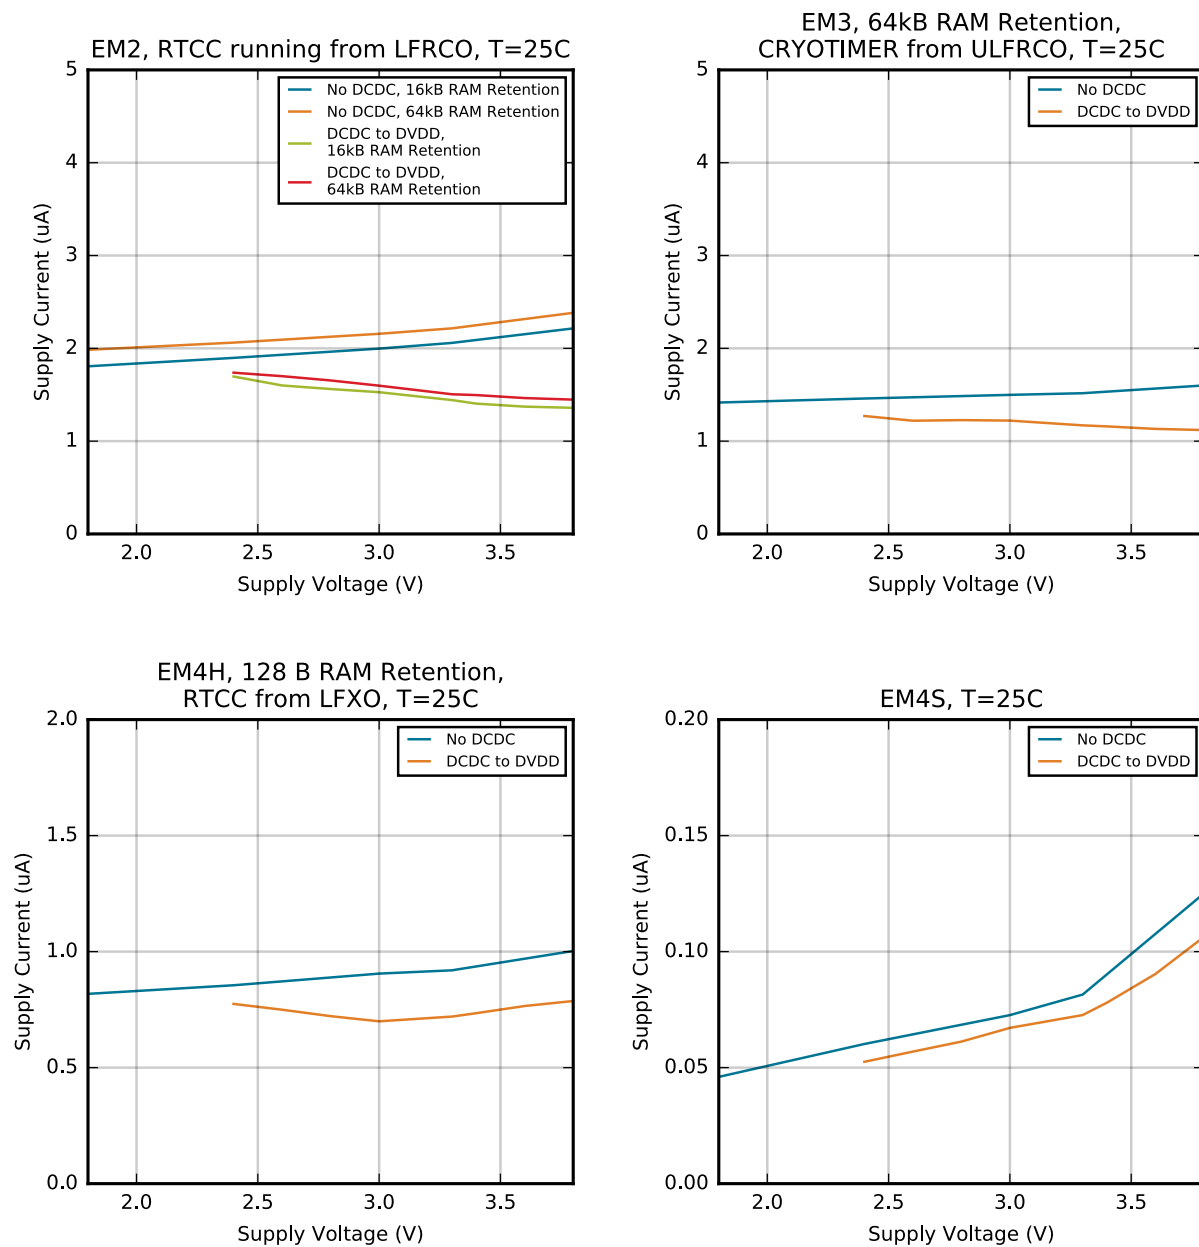 EM2, RTCC running from LFRCO, T=25C
5
4
3
2
1
0
Supply Current (uA)
No DCDC, 16kB RAM Retention
No DCDC, 64kB RAM Retention
DCDC to DVDD,
16kB RAM Retention
DCDC to DVDD,
64kB RAM Retention
2.0 2.5 3.0 3.5
Supply Voltage (V)
EM3, 64kB RAM Retention,
CRYOTIMER from ULFRCO, T=25C
5
4
3
2
1
0
Supply Current (uA)
No DCDC
DCDC to DVDD
2.0 2.5 3.0 3.5
Supply Voltage (V)
EM4H, 128 B RAM Retention,
RTCC from LFXO, T=25C
2.0
1.5
1.0
0.5
0.0
Supply Current (uA)
No DCDC
DCDC to DVDD
2.0 2.5 3.0 3.5
Supply Voltage (V)
EM4S, T=25C
0.20
0.15
0.10
0.05
0.00
Supply Current (uA)
No DCDC
DCDC to DVDD
2.0 2.5 3.0 3.5
Supply Voltage (V)